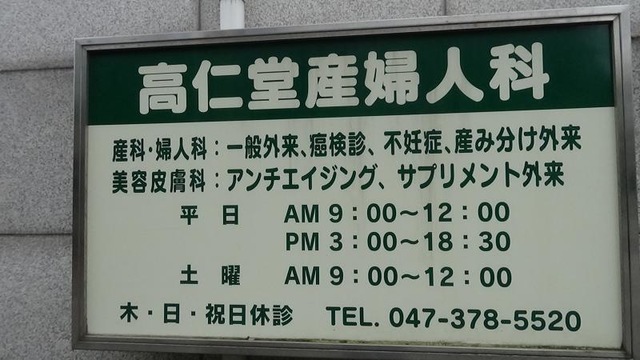 高仁堂産婦人科
産科・婦人科：一般外来、癌検診、不妊症、産み分け外来
美容皮膚科：アンチエイジング、サプリメント外来
平 日 AM 9：00～12：00
PM 3：00～18：30
土 曜 AM 9：00～12：00
木・日・祝日休診 TEL. 047-378-5520